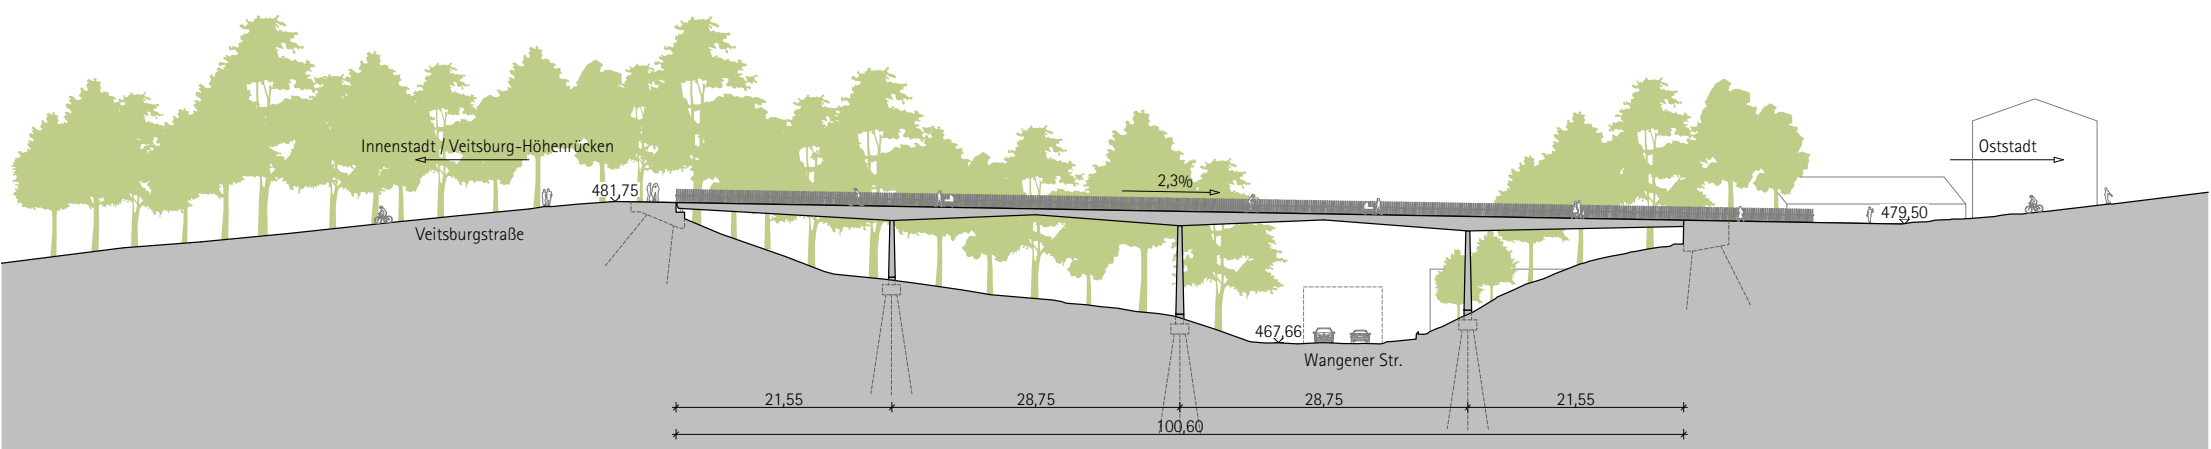 Innenstadt / Veitsburg-Höhenrücken
Oststadt
481,75
2,3%
479,50
Veitsburgstraße
467,66
Wangener Str.
21,55
28,75
28,75
21,55
100,60